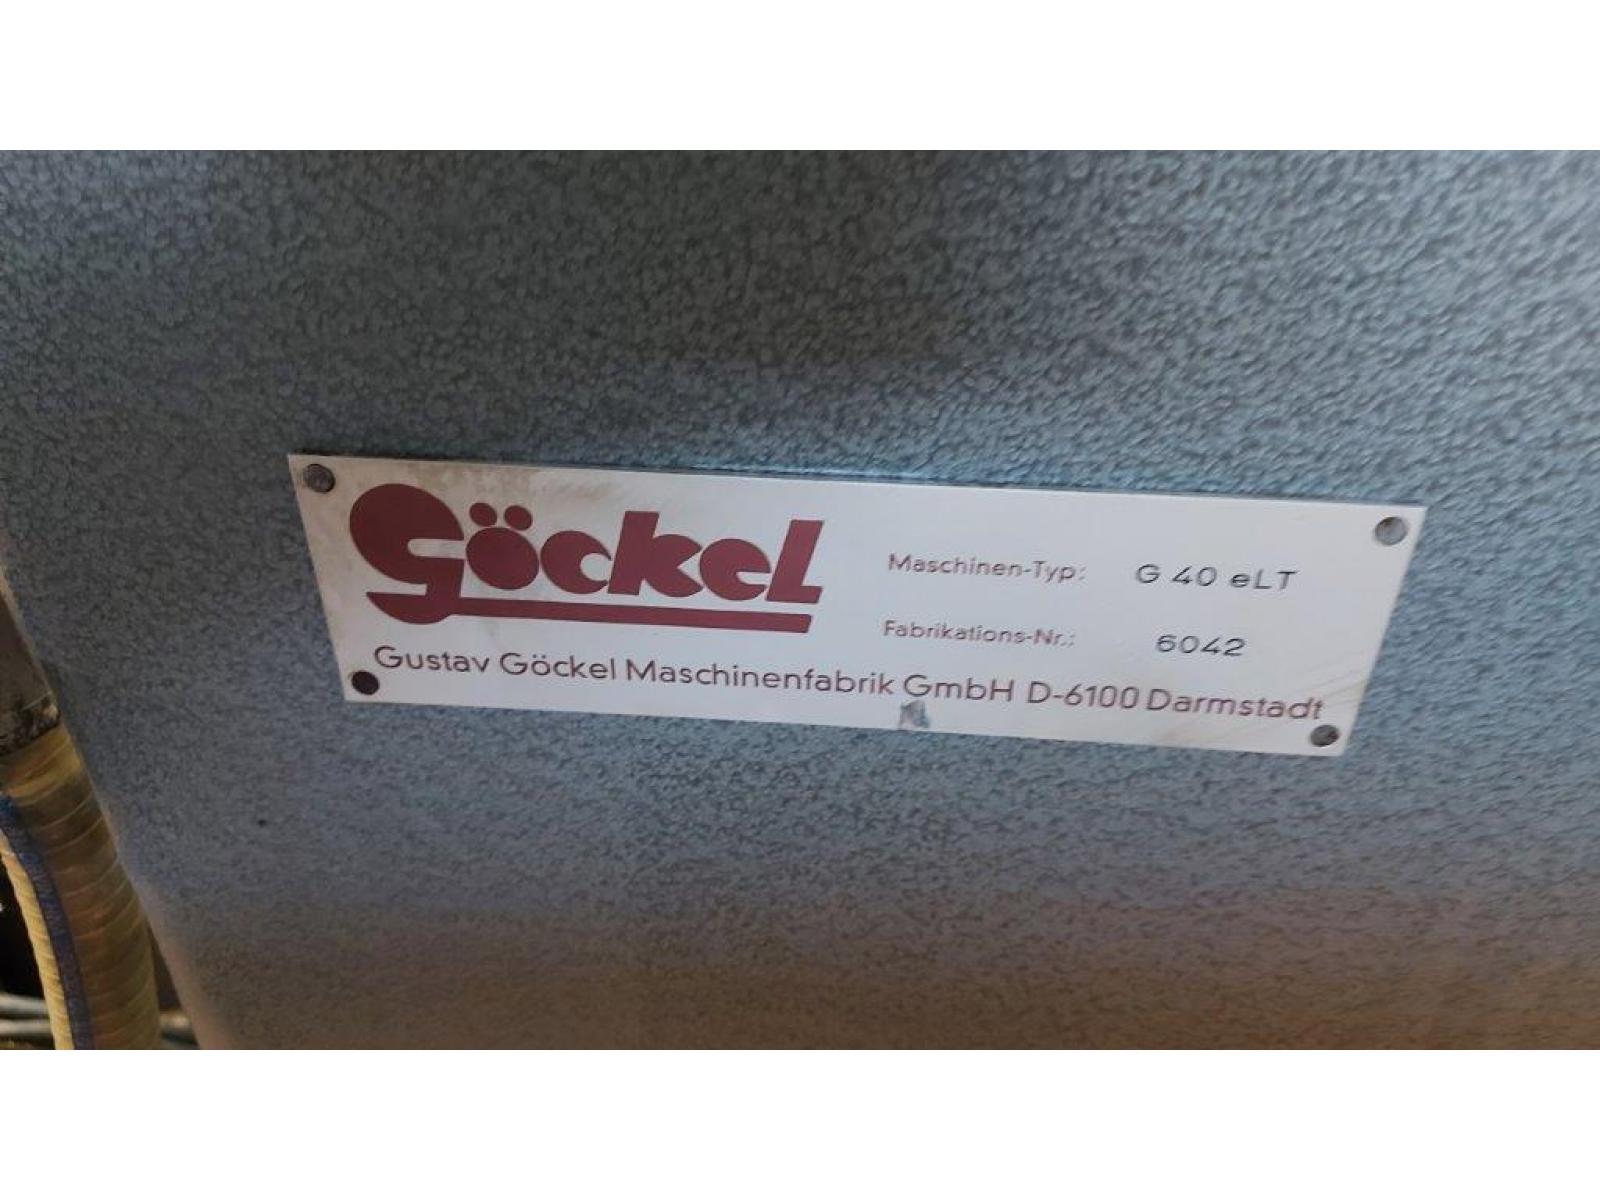 Göckel
Maschinen-Typ: G 40 eLT
Fabrikations-Nr.: 6042
Gustav Göckel Maschinenfabrik GmbH D-6100 Darmstadt